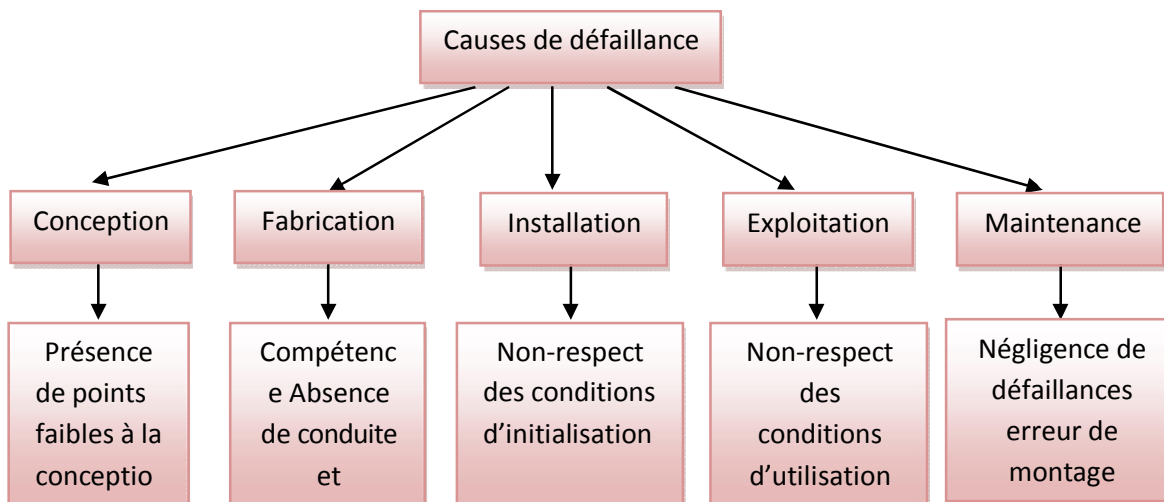 Causes de défaillance
Conception
Fabrication
Installation
Exploitation
Maintenance
Présence
de points
faibles à la
conceptio
Compétenc
e Absence
de conduite
et
Non-respect
des conditions
d'initialisation
Non-respect
des
conditions
d'utilisation
Négligence de
défaillances
erreur de
montage